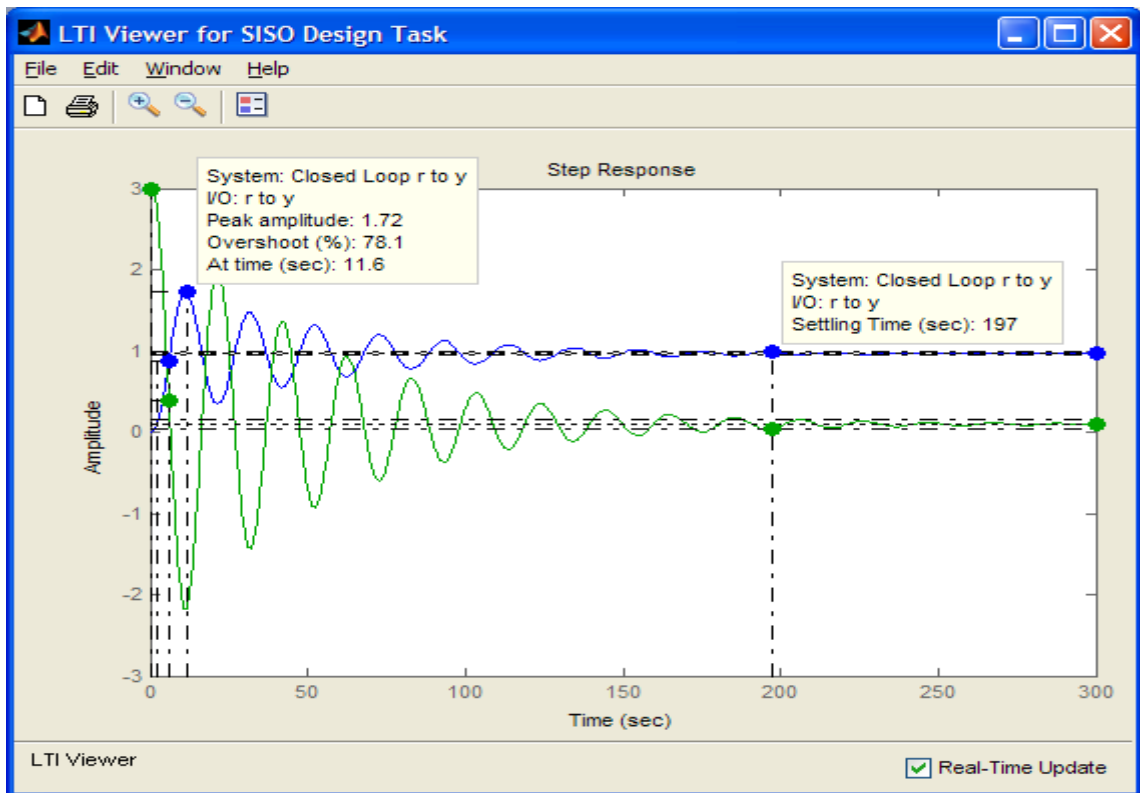 LTI Viewer for SISO Design Task
File Edit Window Help
Step Response
System: Closed Loop r to y
I/O: r to y
Peak amplitude: 1.72
Overshoot (%): 78.1
At time (sec): 11.6
System: Closed Loop r to y
I/O: r to y
Settling Time (sec): 197
Amplitude
3
2
1
0
-1
-2
-3
0 50 100 150 200 250 300
Time (sec)
LTI Viewer
Real-Time Update